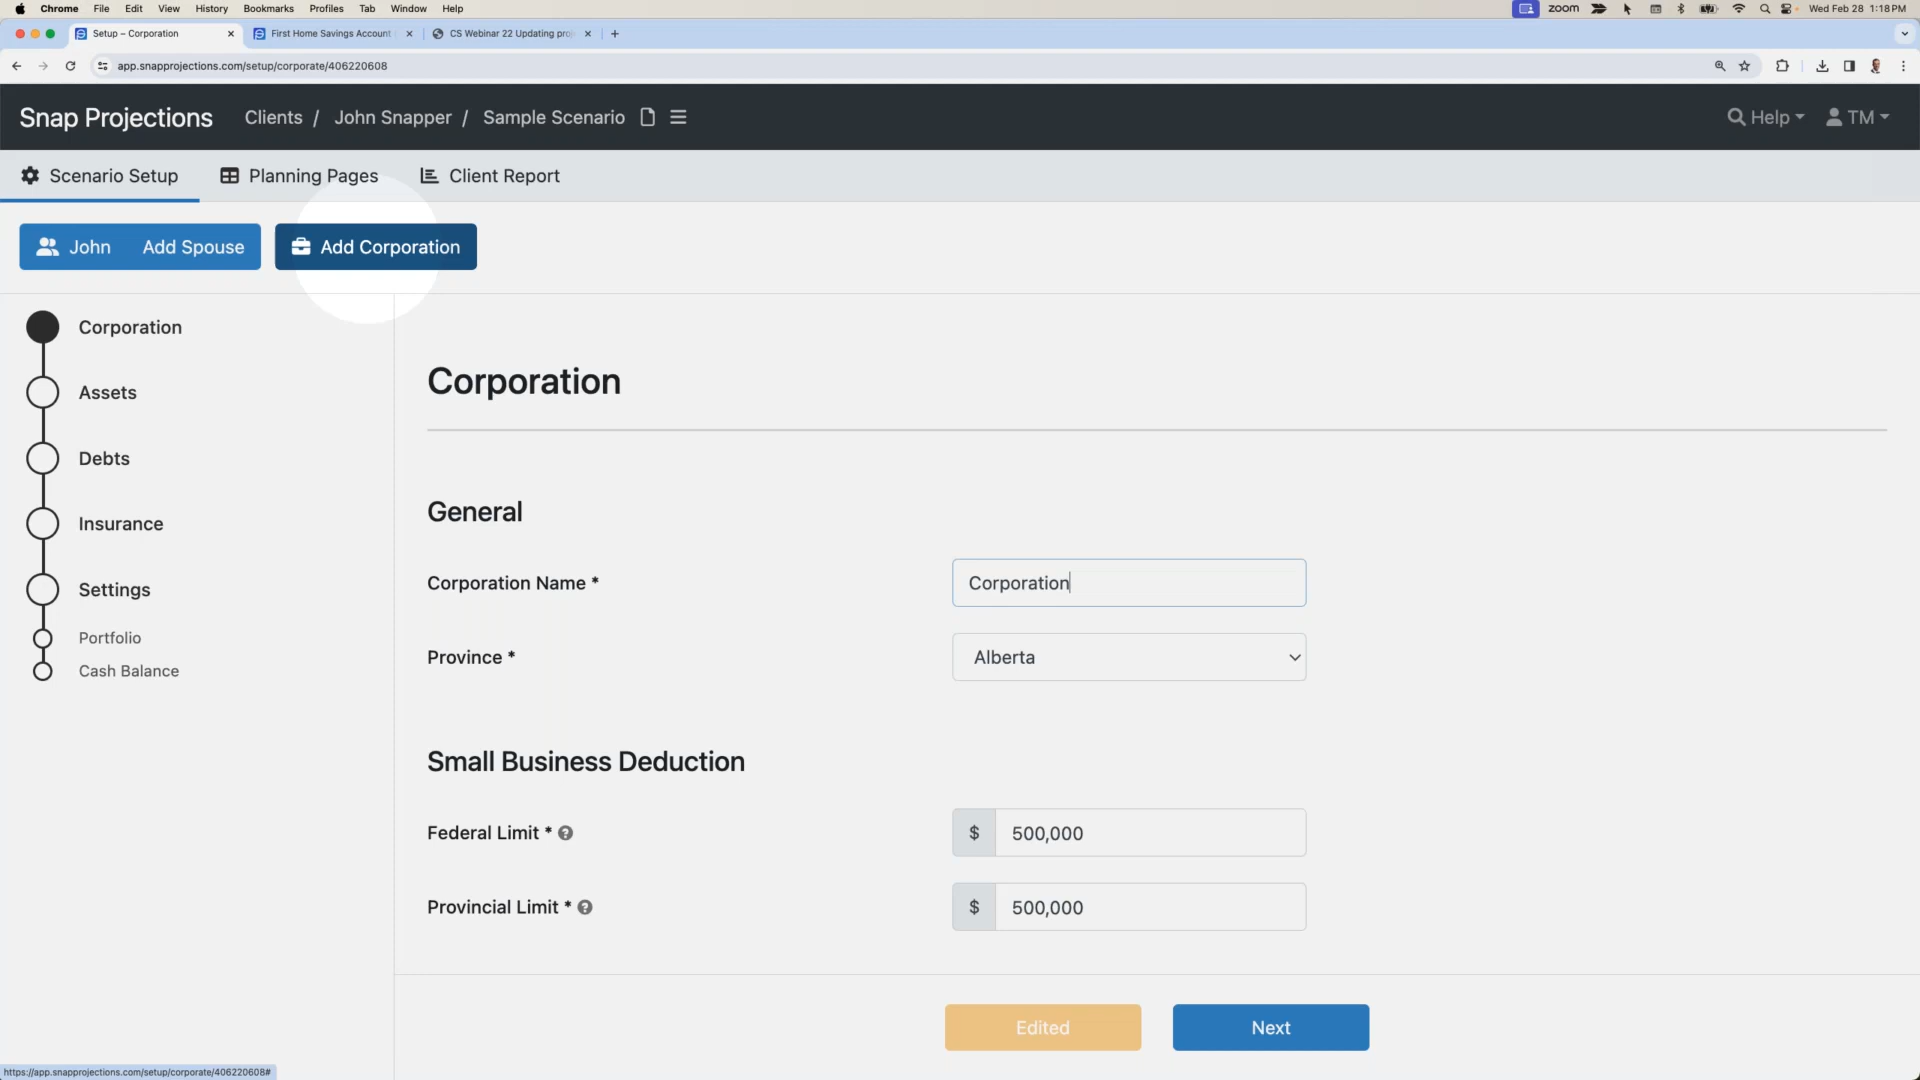 Chrome File Edit View History Bookmarks Profiles Tab Window Help zoom Wed Feb 28 1:18 PM
Setup – Corporation First Home Savings Account CS Webinar 22 Updating proj
app.snapprojections.com/setup/corporate/406220608
Snap Projections Clients / John Snapper / Sample Scenario Help TM
Scenario Setup Planning Pages Client Report
John Add Spouse Add Corporation
Corporation
Assets
Debts
Insurance
Settings
Portfolio
Cash Balance
Corporation
General
Corporation Name * Corporation
Province * Alberta
Small Business Deduction
Federal Limit * ? $ 500,000
Provincial Limit * ? $ 500,000
Edited Next
https://app.snapprojections.com/setup/corporate/406220608#